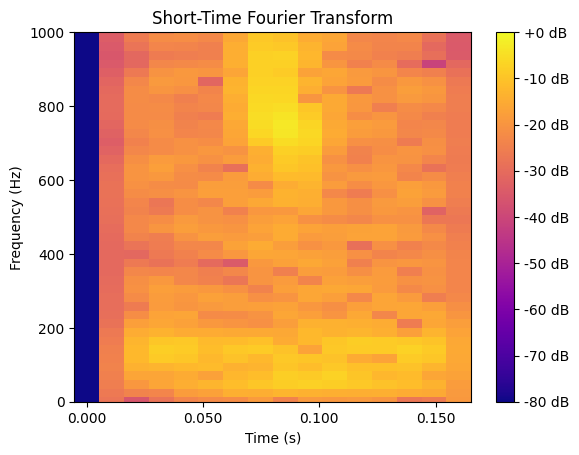 Short-Time Fourier Transform
Frequency (Hz)
1000
800
600
400
200
0
0.000
0.050
0.100
0.150
Time (s)
+0 dB
-10 dB
-20 dB
-30 dB
-40 dB
-50 dB
-60 dB
-70 dB
-80 dB